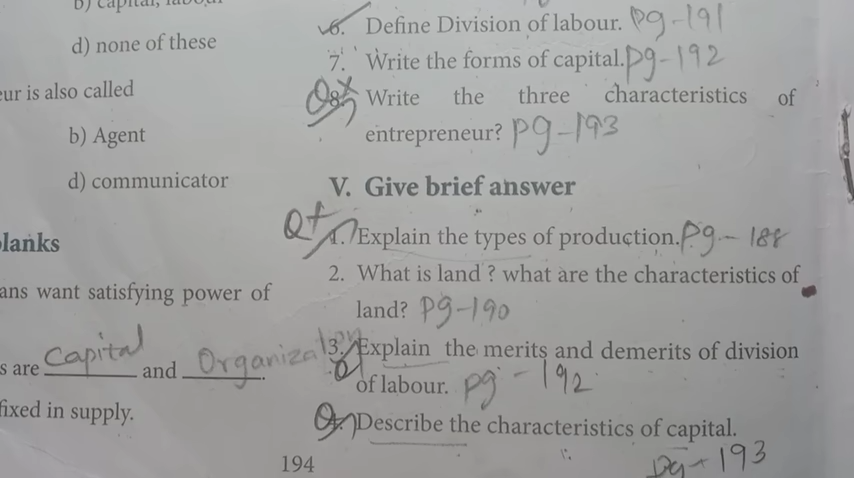 b) capital, labour
d) none of these
eur is also called
b) Agent
d) communicator
lanks
ans want satisfying power of
s are Capital and Organization.
fixed in supply.
6. Define Division of labour. Pg-191
7. Write the forms of capital. Pg-192
Q 8. Write the three characteristics of
entrepreneur? Pg-193
V. Give brief answer
Q 1. Explain the types of production. Pg-188
2. What is land ? what are the characteristics of
land? Pg-190
3. Explain the merits and demerits of division
of labour. Pg-192
4. Describe the characteristics of capital.
Pg-193
194